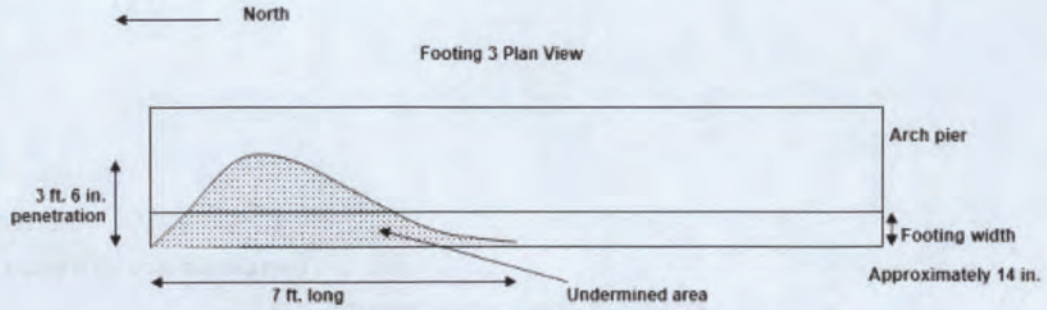 North
Footing 3 Plan View
Arch pier
3 ft. 6 in.
penetration
Footing width
Approximately 14 in.
7 ft. long
Undermined area